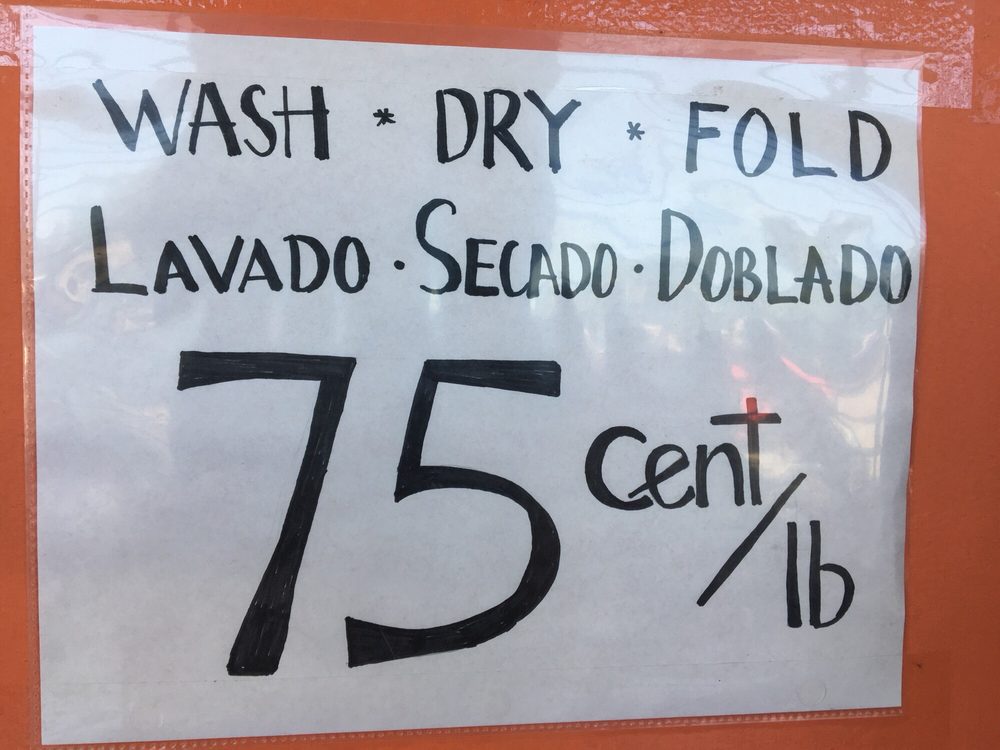 WASH * DRY * FOLD
LAVADO · SECADO · DOBLADO
75 cent/lb